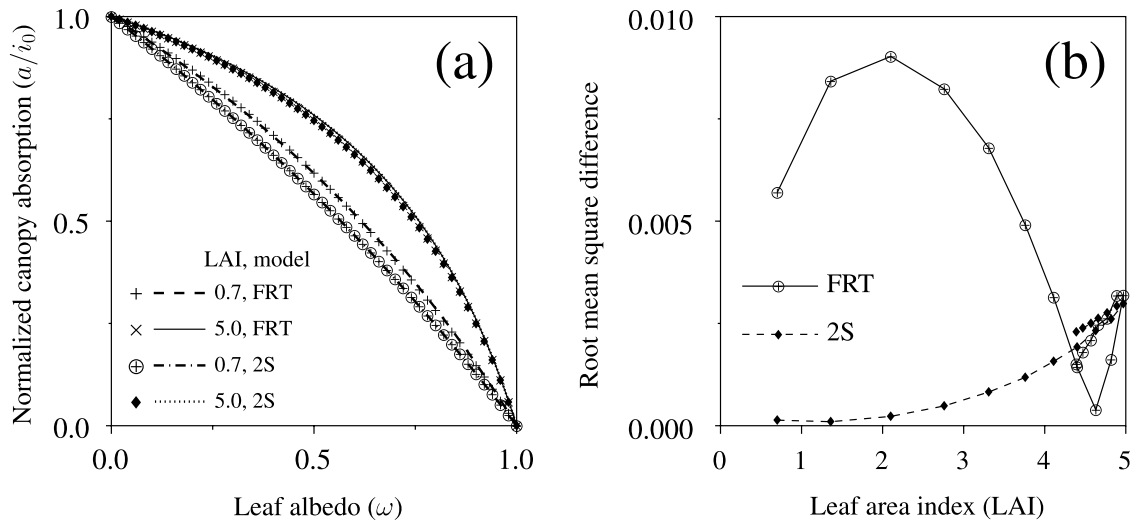 (a)
Normalized canopy absorption (a/i₀)
1.0
0.5
0.0
LAI, model
0.7, FRT
5.0, FRT
0.7, 2S
5.0, 2S
0.0 0.5 1.0
Leaf albedo (ω)
(b)
Root mean square difference
0.010
0.005
0.000
FRT
2S
0 1 2 3 4 5
Leaf area index (LAI)